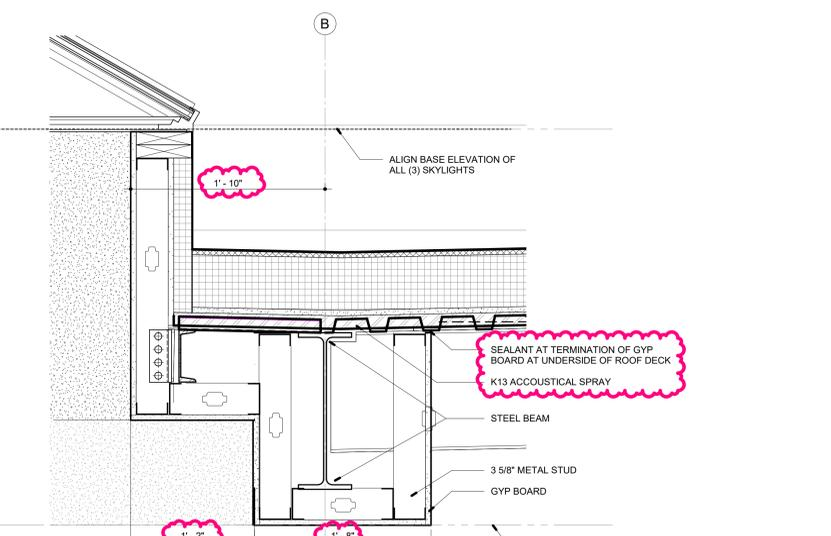 B
ALIGN BASE ELEVATION OF
ALL (3) SKYLIGHTS
1' - 10"
SEALANT AT TERMINATION OF GYP
BOARD AT UNDERSIDE OF ROOF DECK
K13 ACCOUSTICAL SPRAY
STEEL BEAM
3 5/8" METAL STUD
GYP BOARD